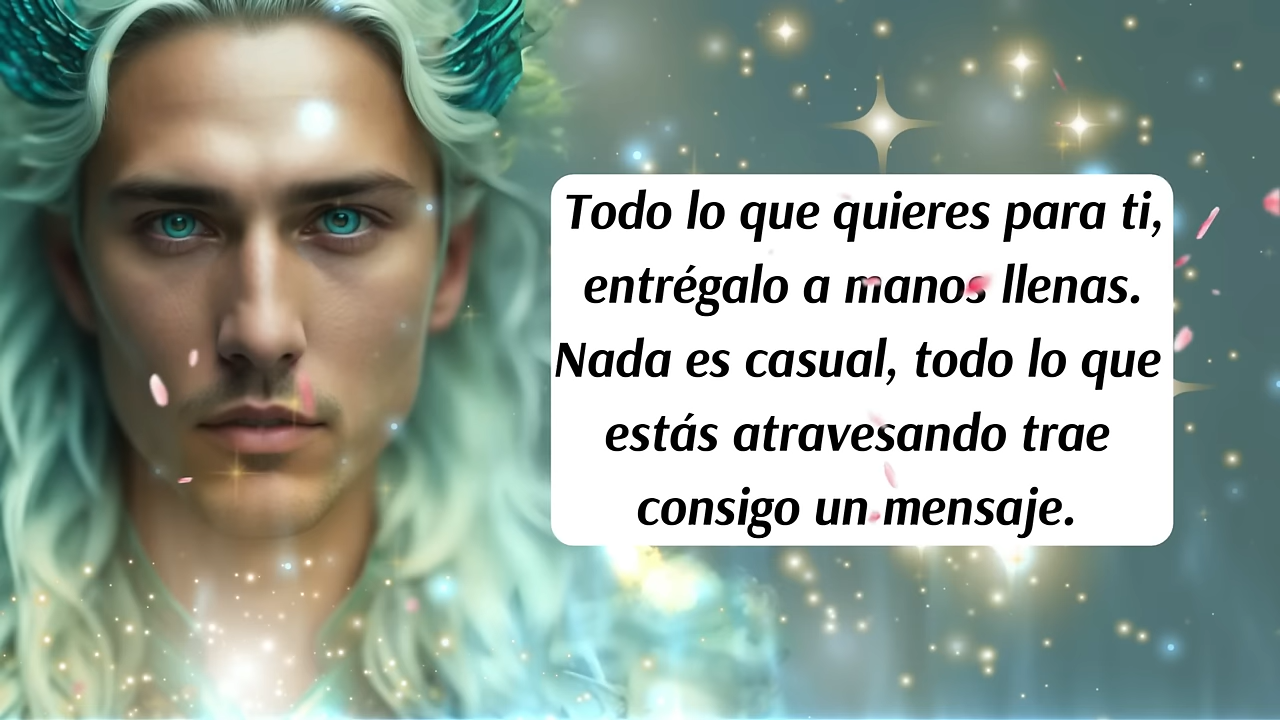 Todo lo que quieres para ti,
entrégalo a manos llenas.
Nada es casual, todo lo que
estás atravesando trae
consigo un mensaje.